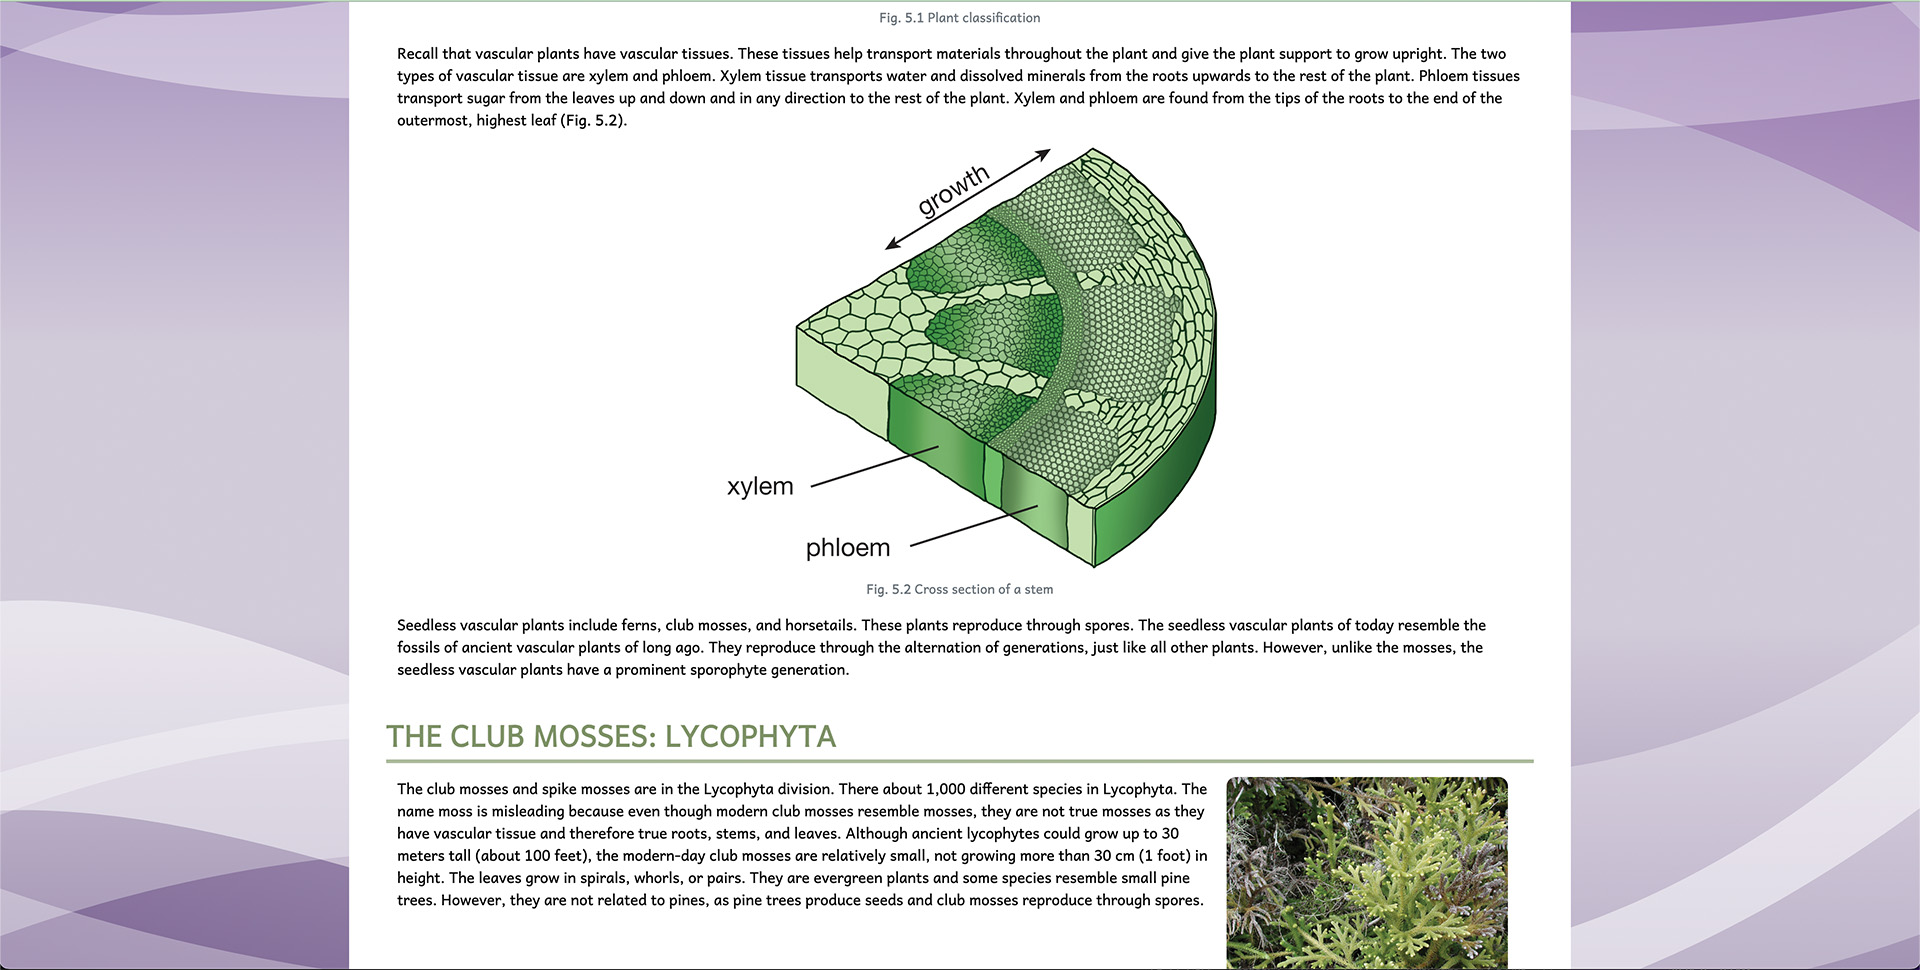 Fig. 5.1 Plant classification
Recall that vascular plants have vascular tissues. These tissues help transport materials throughout the plant and give the plant support to grow upright. The two
types of vascular tissue are xylem and phloem. Xylem tissue transports water and dissolved minerals from the roots upwards to the rest of the plant. Phloem tissues
transport sugar from the leaves up and down and in any direction to the rest of the plant. Xylem and phloem are found from the tips of the roots to the end of the
outermost, highest leaf (Fig. 5.2).
growth
xylem
phloem
Fig. 5.2 Cross section of a stem
Seedless vascular plants include ferns, club mosses, and horsetails. These plants reproduce through spores. The seedless vascular plants of today resemble the
fossils of ancient vascular plants of long ago. They reproduce through the alternation of generations, just like all other plants. However, unlike the mosses, the
seedless vascular plants have a prominent sporophyte generation.
THE CLUB MOSSES: LYCOPHYTA
The club mosses and spike mosses are in the Lycophyta division. There about 1,000 different species in Lycophyta. The
name moss is misleading because even though modern club mosses resemble mosses, they are not true mosses as they
have vascular tissue and therefore true roots, stems, and leaves. Although ancient lycophytes could grow up to 30
meters tall (about 100 feet), the modern-day club mosses are relatively small, not growing more than 30 cm (1 foot) in
height. The leaves grow in spirals, whorls, or pairs. They are evergreen plants and some species resemble small pine
trees. However, they are not related to pines, as pine trees produce seeds and club mosses reproduce through spores.